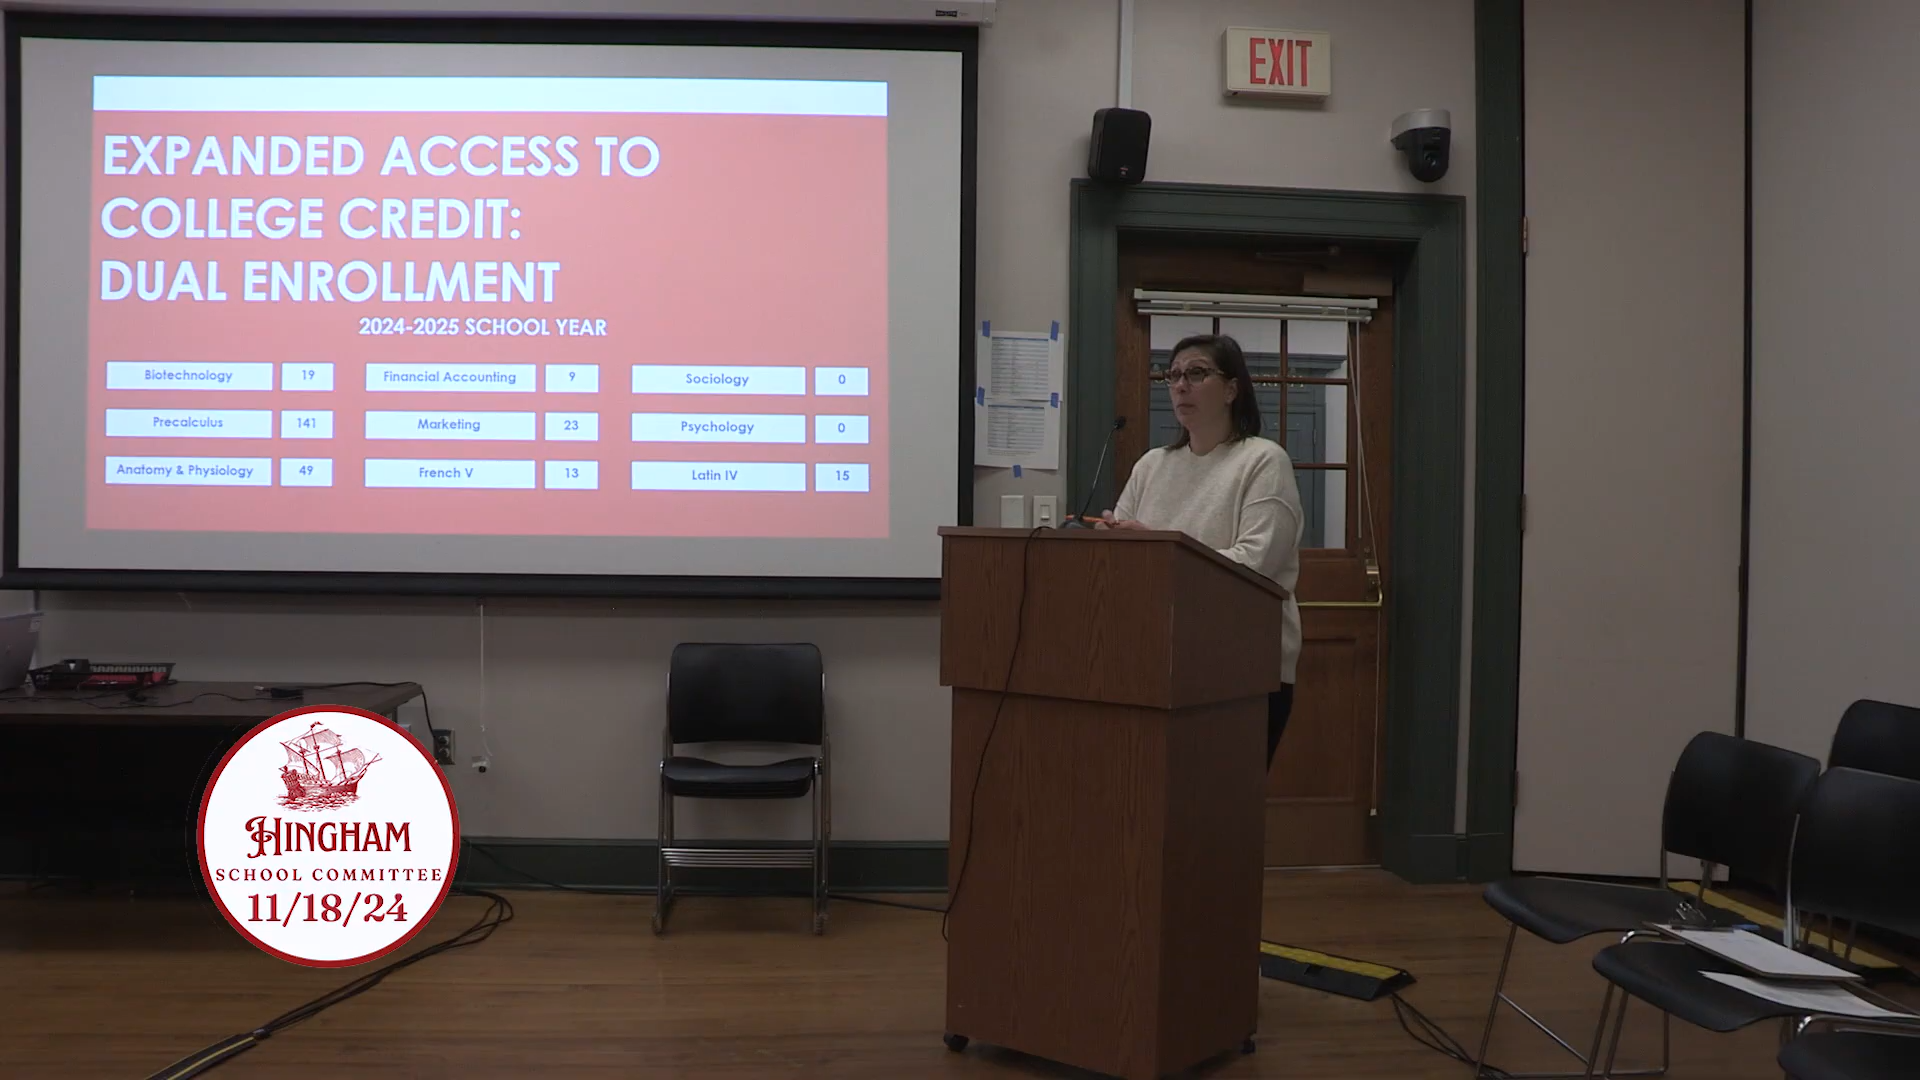 EXPANDED ACCESS TO
COLLEGE CREDIT:
DUAL ENROLLMENT
2024-2025 SCHOOL YEAR
Biotechnology 19 Financial Accounting 9 Sociology 0
Precalculus 141 Marketing 23 Psychology 0
Anatomy & Physiology 49 French V 13 Latin IV 15
EXIT
HINGHAM
SCHOOL COMMITTEE
11/18/24